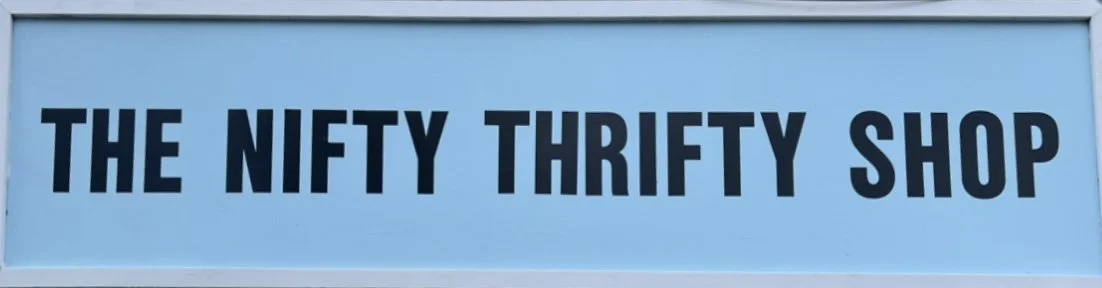 THE NIFTY THRIFTY SHOP